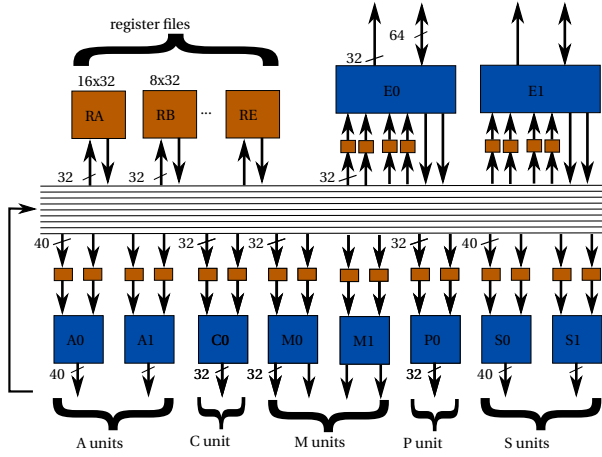 register files
32
64
16x32
8x32
RA
RB
...
RE
E0
E1
32
32
32
40
32
32
32
40
A0
A1
C0
M0
M1
P0
S0
S1
40
32
32
32
40
A units
C unit
M units
P unit
S units